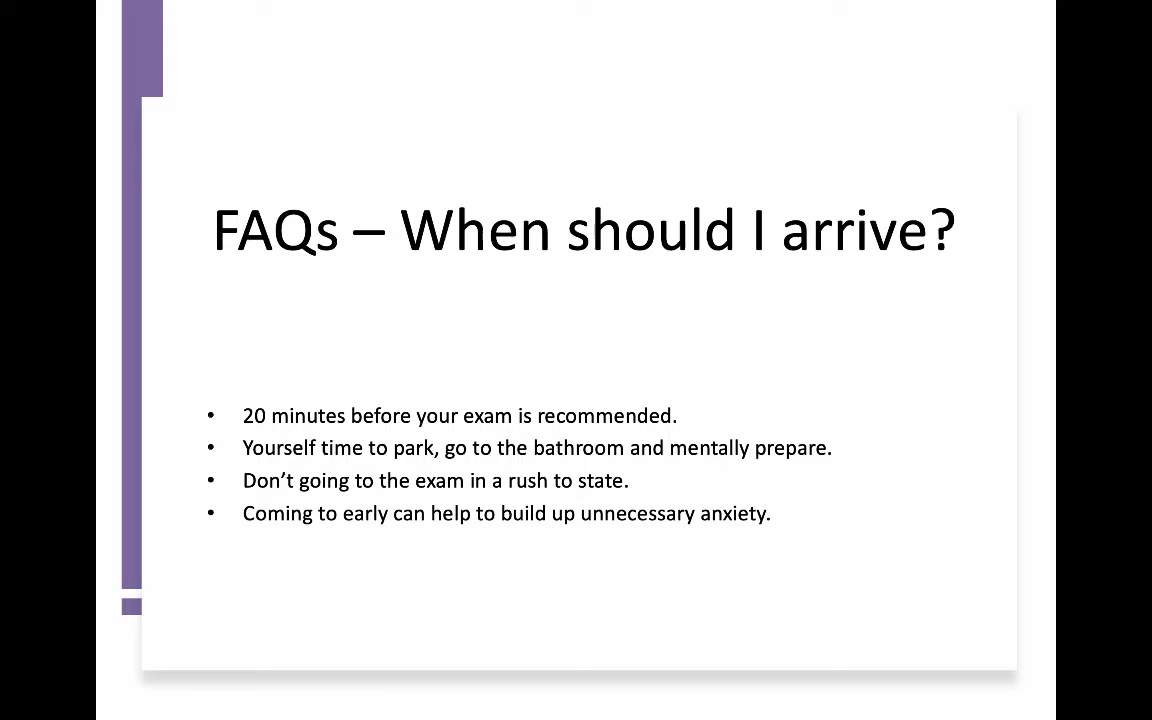 FAQs – When should I arrive?
• 20 minutes before your exam is recommended.
• Yourself time to park, go to the bathroom and mentally prepare.
• Don’t going to the exam in a rush to state.
• Coming to early can help to build up unnecessary anxiety.